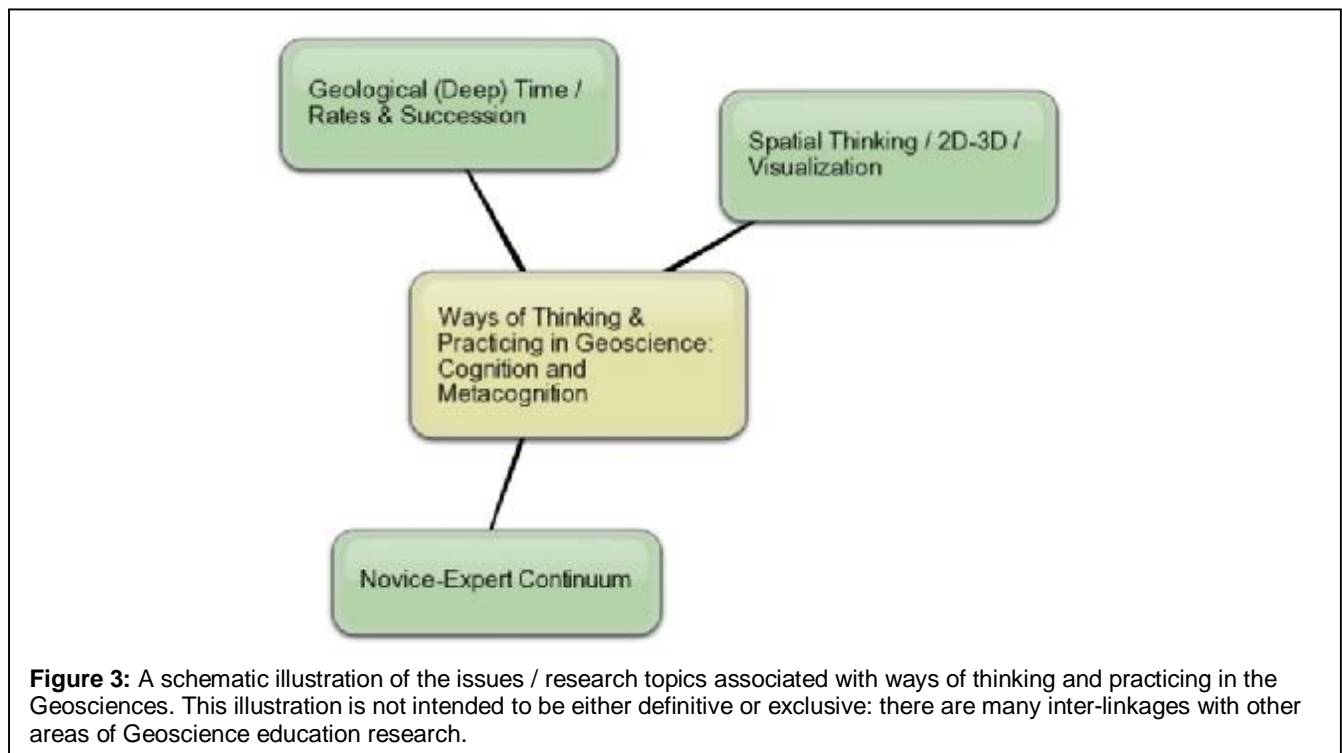 Geological (Deep) Time /
Rates & Succession
Spatial Thinking / 2D-3D /
Visualization
Ways of Thinking &
Practicing in Geoscience:
Cognition and
Metacognition
Novice-Expert Continuum
Figure 3: A schematic illustration of the issues / research topics associated with ways of thinking and practicing in the
Geosciences. This illustration is not intended to be either definitive or exclusive: there are many inter-linkages with other
areas of Geoscience education research.